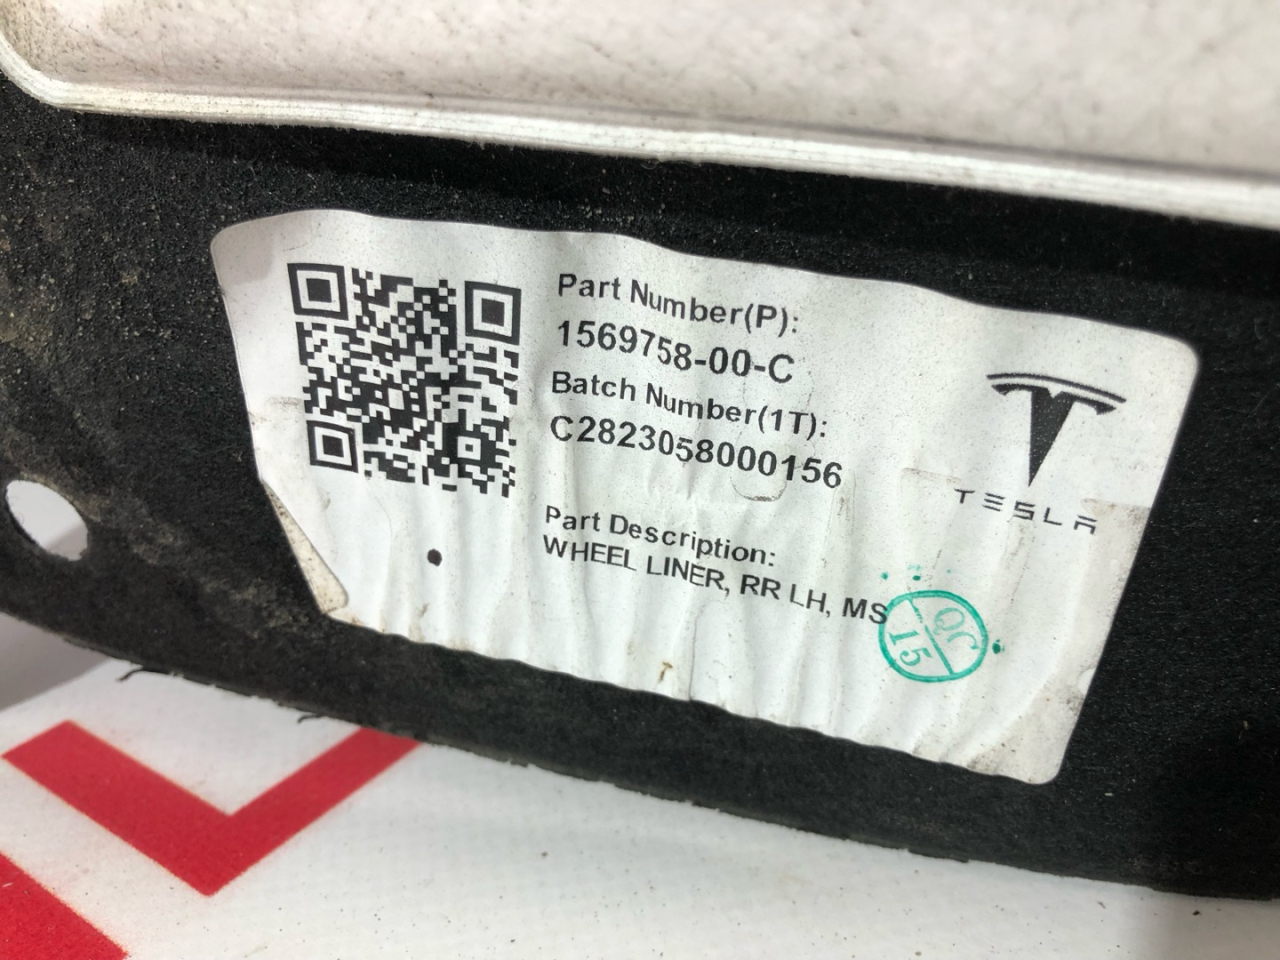 Part Number(P):
1569758-00-C
Batch Number(1T):
C2823058000156
Part Description:
WHEEL LINER, RR LH, MS
TESLA
QC
15